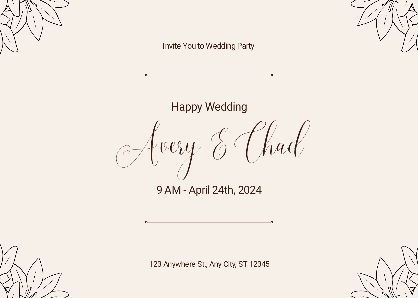 Invite You to Wedding Party
Happy Wedding
Avery & Chad
9 AM - April 24th, 2024
123 Anywhere St., Any City, ST 12345